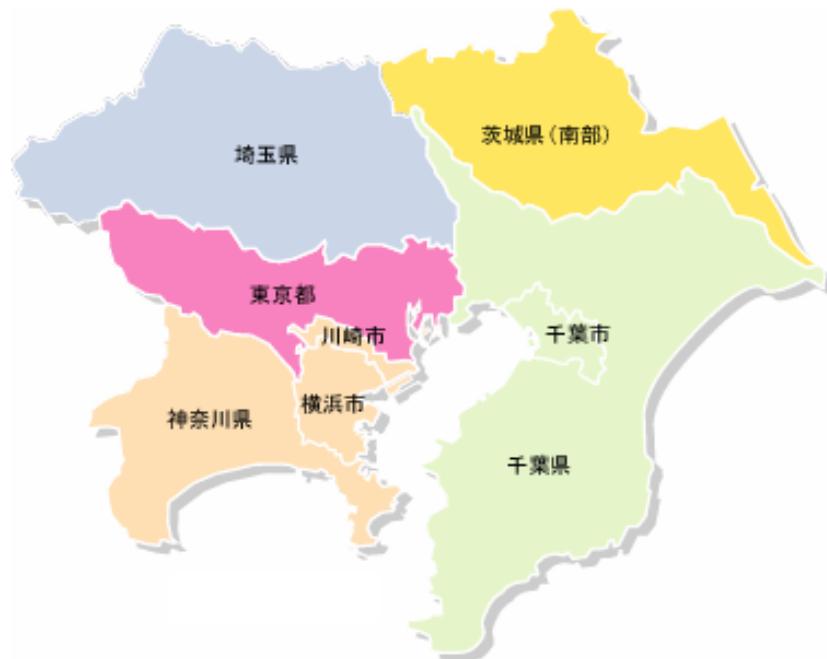 茨城県（南部）
埼玉県
東京都
川崎市
千葉市
横浜市
神奈川県
千葉県